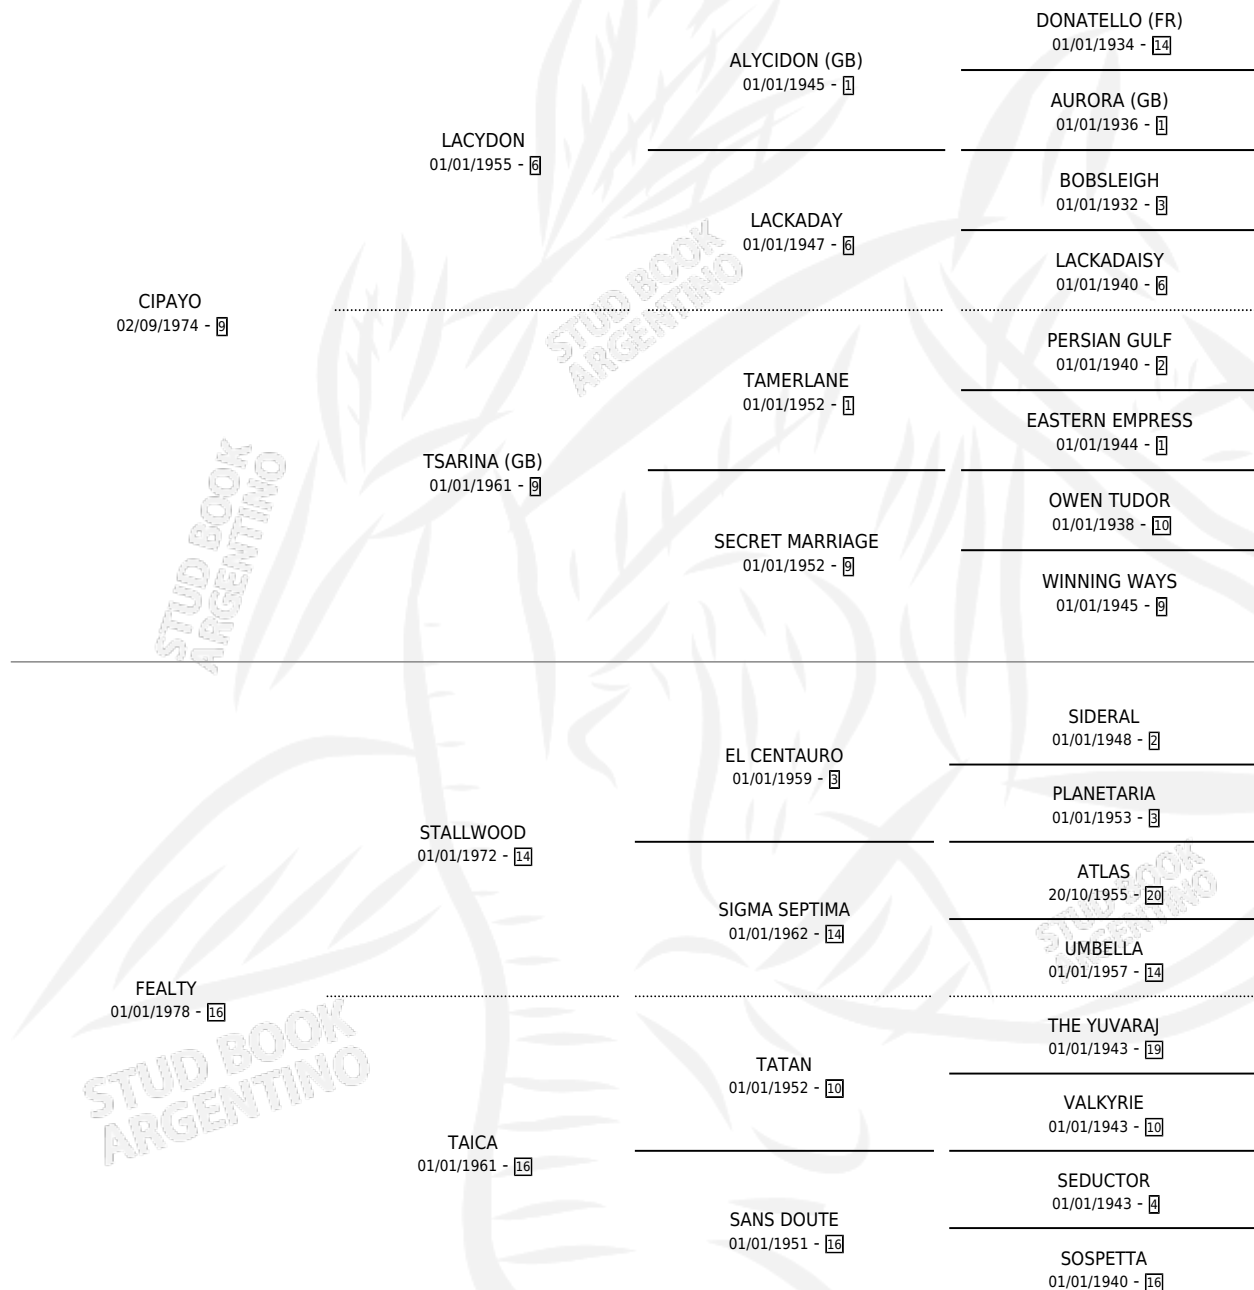 DONATELLO (FR)
01/01/1934 - 14
ALYCIDON (GB)
01/01/1945 - 1
AURORA (GB)
01/01/1936 - 1
LACYDON
01/01/1955 - 6
BOBSLEIGH
01/01/1932 - 3
LACKADAY
01/01/1947 - 6
LACKADAISY
01/01/1940 - 6
CIPAYO
02/09/1974 - 9
STUD BOOK
ARGENTINO
PERSIAN GULF
01/01/1940 - 2
TAMERLANE
01/01/1952 - 1
EASTERN EMPRESS
01/01/1944 - 1
TSARINA (GB)
01/01/1961 - 9
OWEN TUDOR
01/01/1938 - 10
SECRET MARRIAGE
01/01/1952 - 9
WINNING WAYS
01/01/1945 - 9
STUD BOOK
ARGENTINO
SIDERAL
01/01/1948 - 2
EL CENTAURO
01/01/1959 - 3
PLANETARIA
01/01/1953 - 3
STALLWOOD
01/01/1972 - 14
ATLAS
20/10/1955 - 20
SIGMA SEPTIMA
01/01/1962 - 14
UMBELLA
01/01/1957 - 14
STUD BOOK
ARGENTINO
FEALTY
01/01/1978 - 16
THE YUVARAJ
01/01/1943 - 19
TATAN
01/01/1952 - 10
VALKYRIE
01/01/1943 - 10
STUD BOOK
ARGENTINO
TAICA
01/01/1961 - 16
SEDUCTOR
01/01/1943 - 4
SANS DOUTE
01/01/1951 - 16
SOSPETTA
01/01/1940 - 16